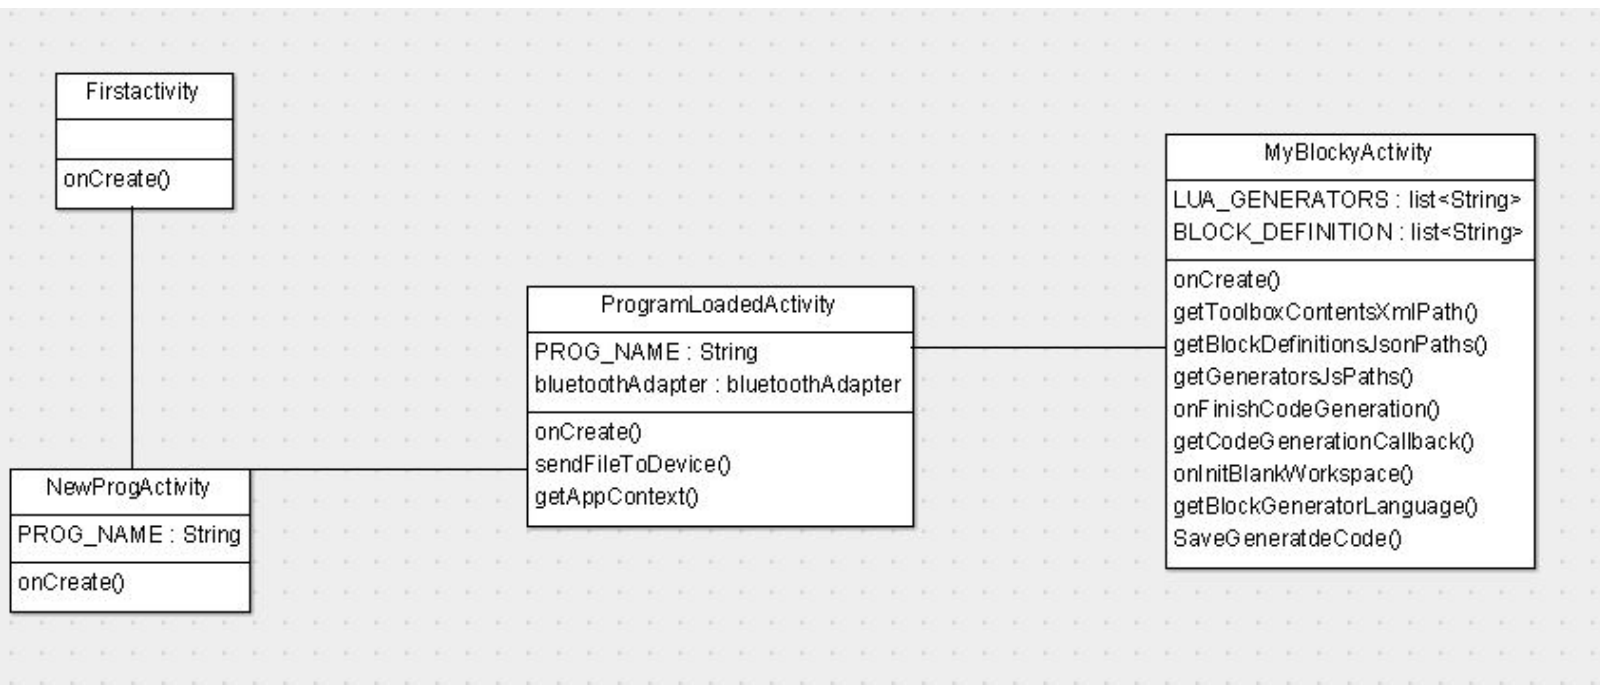 Firstactivity
onCreate()
MyBlockyActivity
LUA_GENERATORS : list<String>
BLOCK_DEFINITION : list<String>
onCreate()
getToolboxContentsXmlPath()
getBlockDefinitionsJsonPaths()
getGeneratorsJsPaths()
onFinishCodeGeneration()
getCodeGenerationCallback()
onInitBlankWorkspace()
getBlockGeneratorLanguage()
SaveGeneratdeCode()
ProgramLoadedActivity
PROG_NAME : String
bluetoothAdapter : bluetoothAdapter
onCreate()
sendFileToDevice()
getAppContext()
NewProgActivity
PROG_NAME : String
onCreate()